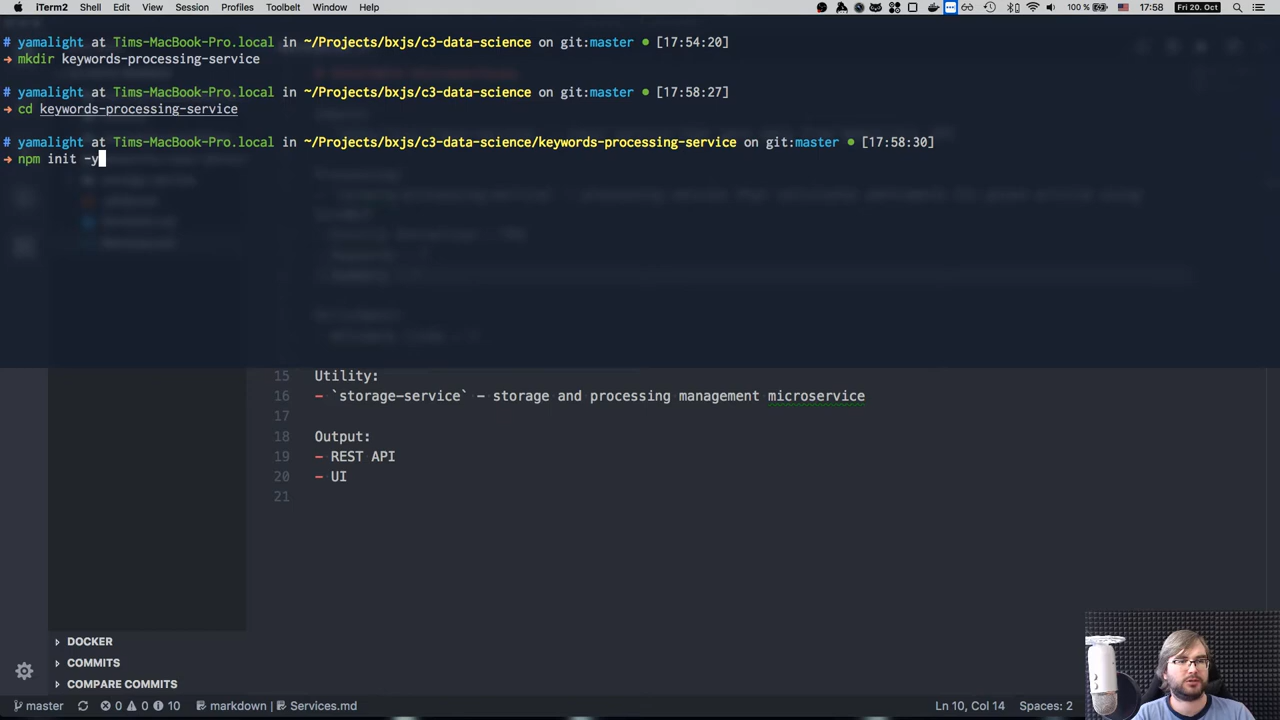 iTerm2 Shell Edit View Profiles Toolbelt Window Help 100 % 17:58 Fri 20. Oct
# yamalight at Tims-MacBook-Pro.local in ~/Projects/bxjs/c3-data-science on git:master ● [17:54:20]
➜ mkdir keywords-processing-service
# yamalight at Tims-MacBook-Pro.local in ~/Projects/bxjs/c3-data-science on git:master ● [17:58:27]
➜ cd keywords-processing-service
# yamalight at Tims-MacBook-Pro.local in ~/Projects/bxjs/c3-data-science/keywords-processing-service on git:master ● [17:58:30]
➜ npm init -y
15 Utility:
16 - `storage-service` - storage and processing management microservice
17
18 Output:
19 - REST API
20 - UI
21
DOCKER
COMMITS
COMPARE COMMITS
master 0 0 10 markdown | Services.md Ln 10, Col 14 Spaces: 2